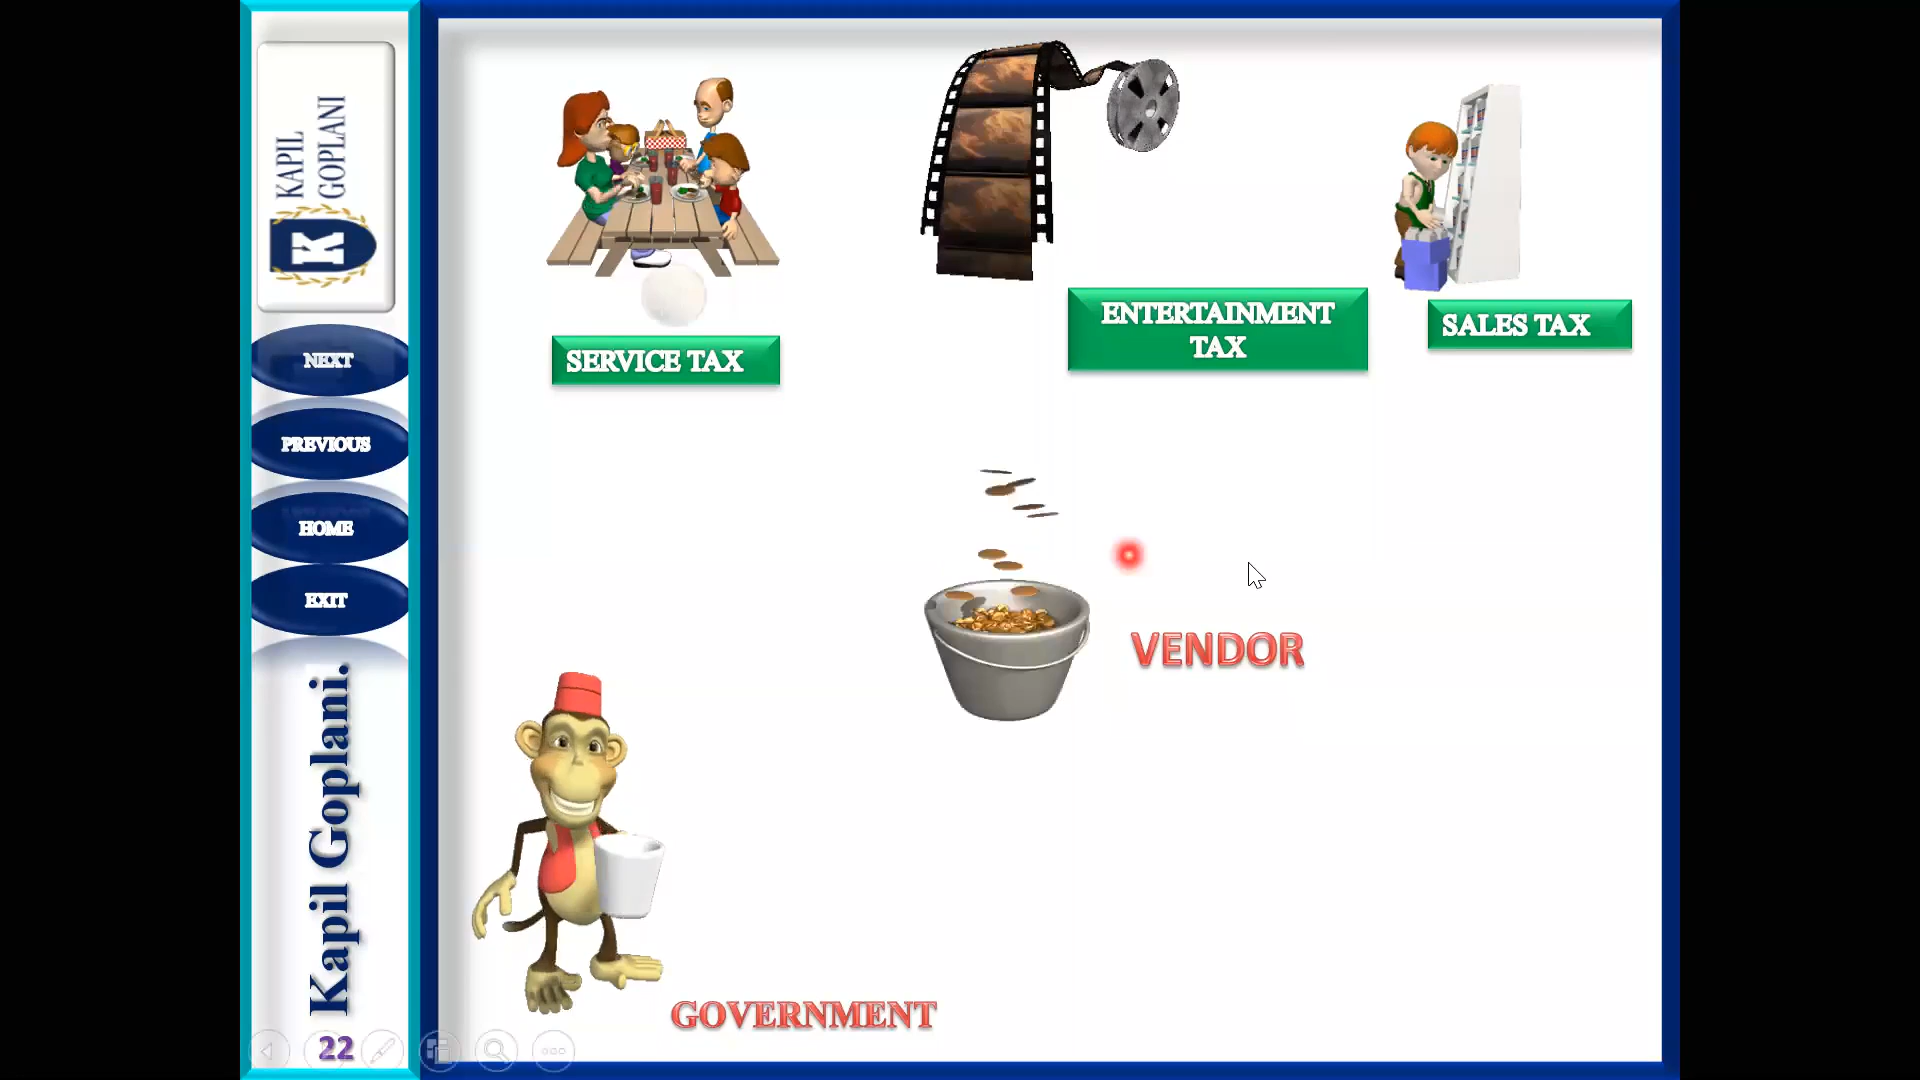 KAPIL
GOPLANI
K
NEXT
PREVIOUS
HOME
EXIT
Kapil Goplani.
22
SERVICE TAX
ENTERTAINMENT
TAX
SALES TAX
VENDOR
GOVERNMENT